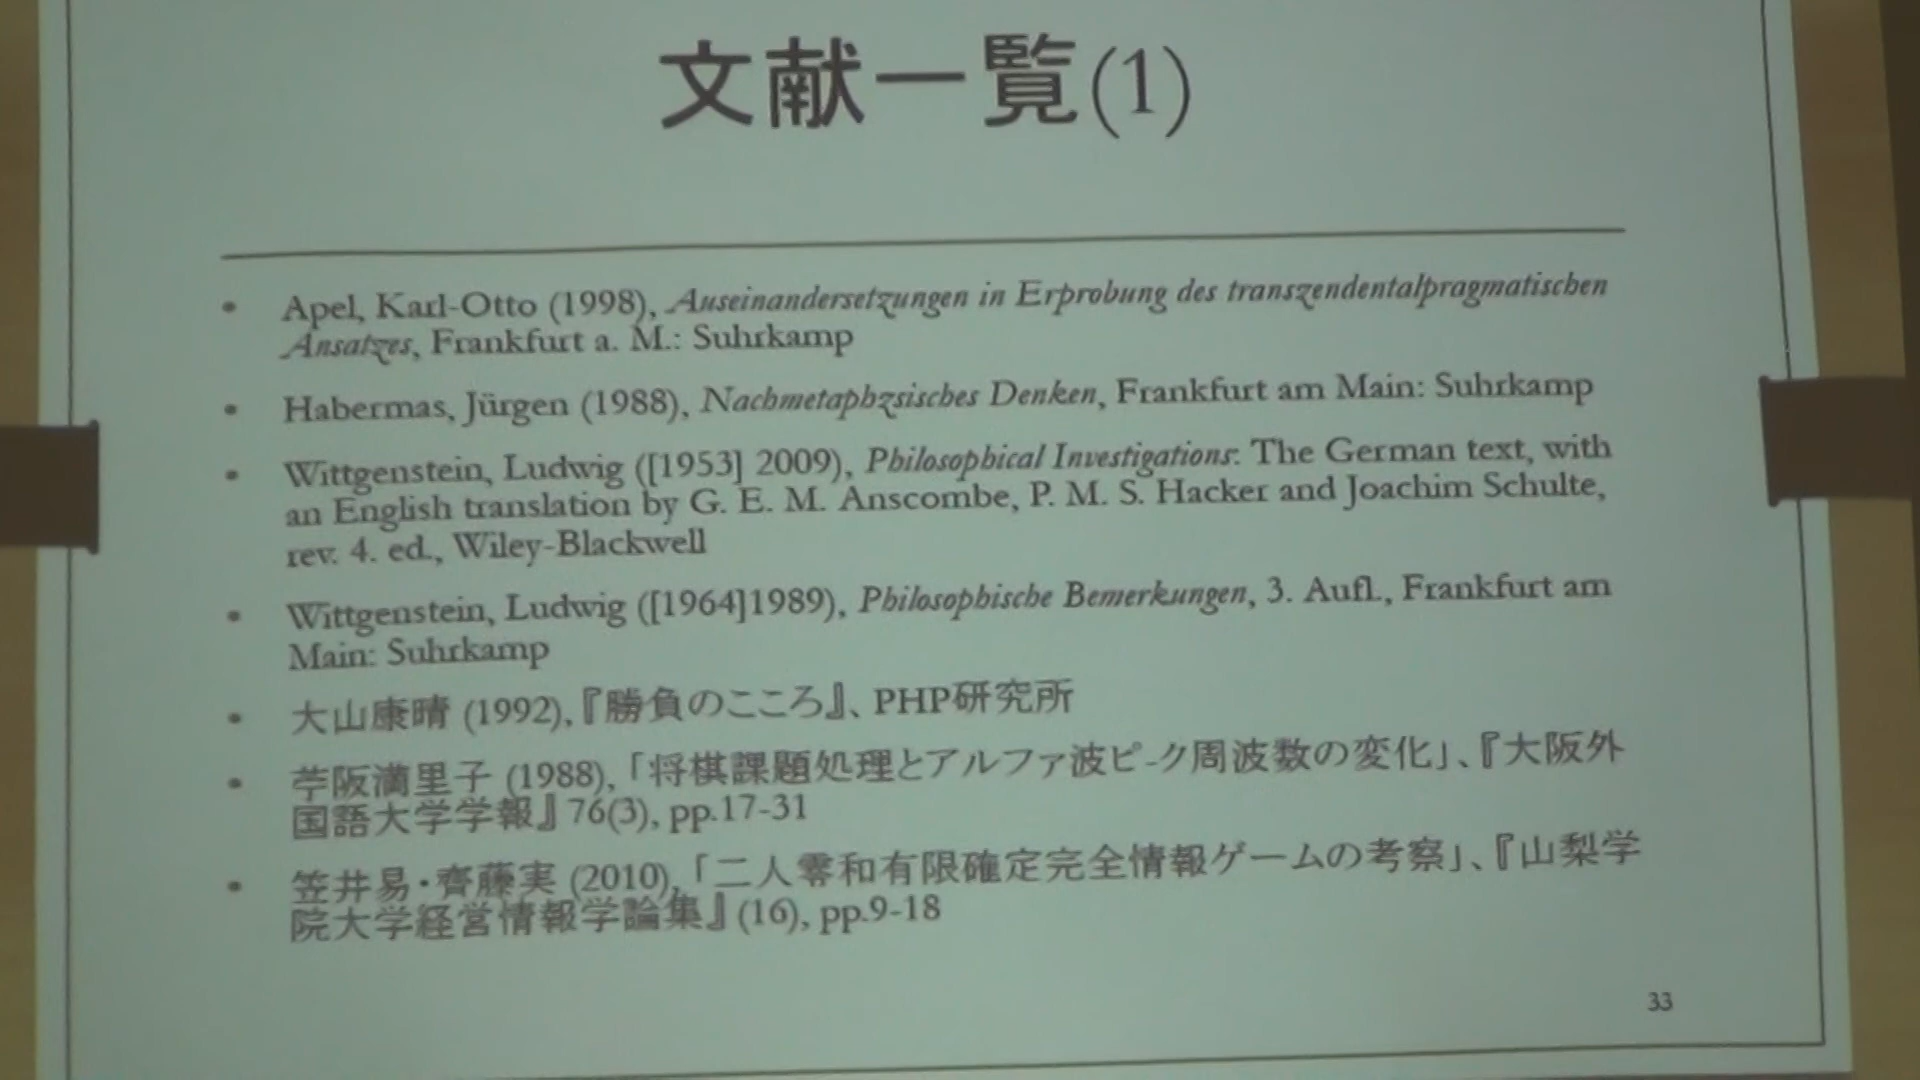 文献一覧(1)
• Apel, Karl-Otto (1998), Auseinandersetzungen in Erprobung des transzendentalpragmatischen
Ansatzes, Frankfurt a. M.: Suhrkamp
• Habermas, Jürgen (1988), Nachmetaphzsisches Denken, Frankfurt am Main: Suhrkamp
• Wittgenstein, Ludwig ([1953] 2009), Philosophical Investigations: The German text, with
an English translation by G. E. M. Anscombe, P. M. S. Hacker and Joachim Schulte,
rev. 4. ed., Wiley-Blackwell
• Wittgenstein, Ludwig ([1964]1989), Philosophische Bemerkungen, 3. Aufl., Frankfurt am
Main: Suhrkamp
• 大山康晴 (1992),『勝負のこころ』、PHP研究所
• 苧阪満里子 (1988),「将棋課題処理とアルファ波ピ-ク周波数の変化」、『大阪外
国語大学学報』76(3), pp.17-31
• 笠井易・齊藤実 (2010),「二人零和有限確定完全情報ゲームの考察」、『山梨学
院大学経営情報学論集』(16), pp.9-18
33